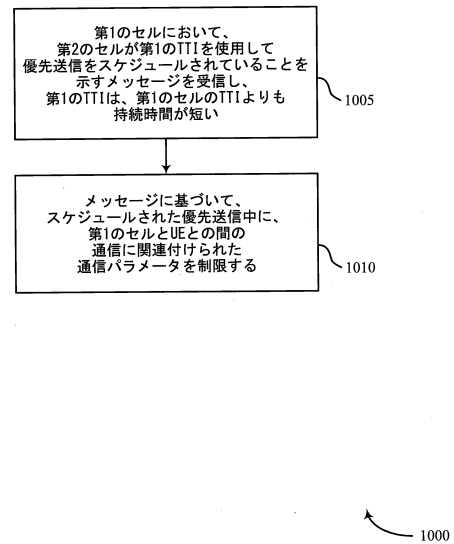 第1のセルにおいて、
第2のセルが第1のTTIを使用して
優先送信をスケジュールされていることを
示すメッセージを受信し、
第1のTTIは、第1のセルのTTIよりも
持続時間が短い
1005
メッセージに基づいて、
スケジュールされた優先送信中に、
第1のセルとUEとの間の
通信に関連付けられた
通信パラメータを制限する
1010
1000